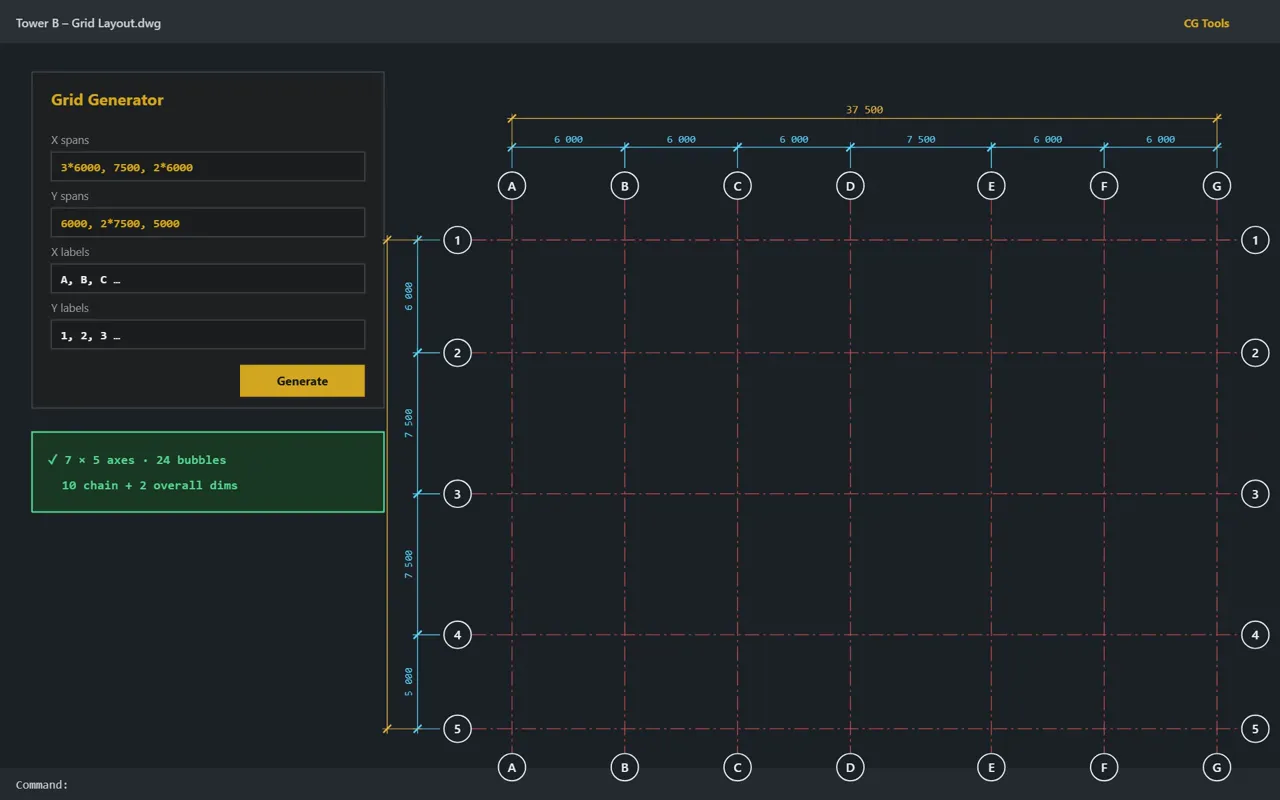 Tower B – Grid Layout.dwg
CG Tools
Grid Generator
X spans
3*6000, 7500, 2*6000
Y spans
6000, 2*7500, 5000
X labels
A, B, C …
Y labels
1, 2, 3 …
Generate
✓ 7 × 5 axes · 24 bubbles
10 chain + 2 overall dims
37 500
6 000 6 000 6 000 7 500 6 000 6 000
A B C D E F G
1 1
6 000
2 2
7 500
3 3
7 500
4 4
5 000
5 5
A B C D E F G
Command: